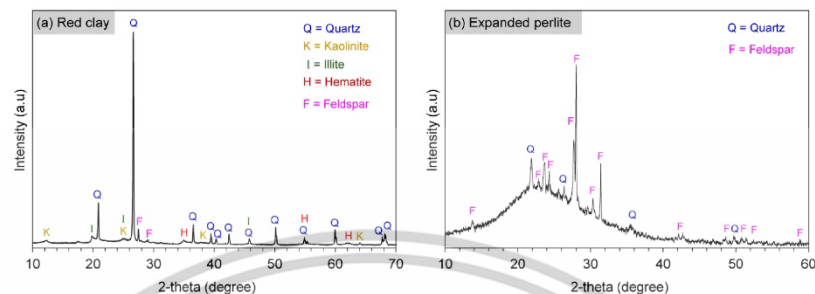 (a) Red clay
Q
Q = Quartz
K = Kaolinite
I = Illite
H = Hematite
F = Feldspar
Intensity (a.u)
Q
K
I
I
K
F
F
H
Q
K
Q
Q
Q
I
Q
Q
H
Q
Q
H
K
Q
Q
10 20 30 40 50 60 70
2-theta (degree)
(b) Expanded perlite
Q = Quartz
F = Feldspar
Intensity (a.u)
F
F
Q
F
F
F
F
Q
F
F
Q
F
F
Q
F
F
F
10 20 30 40 50 60
2-theta (degree)